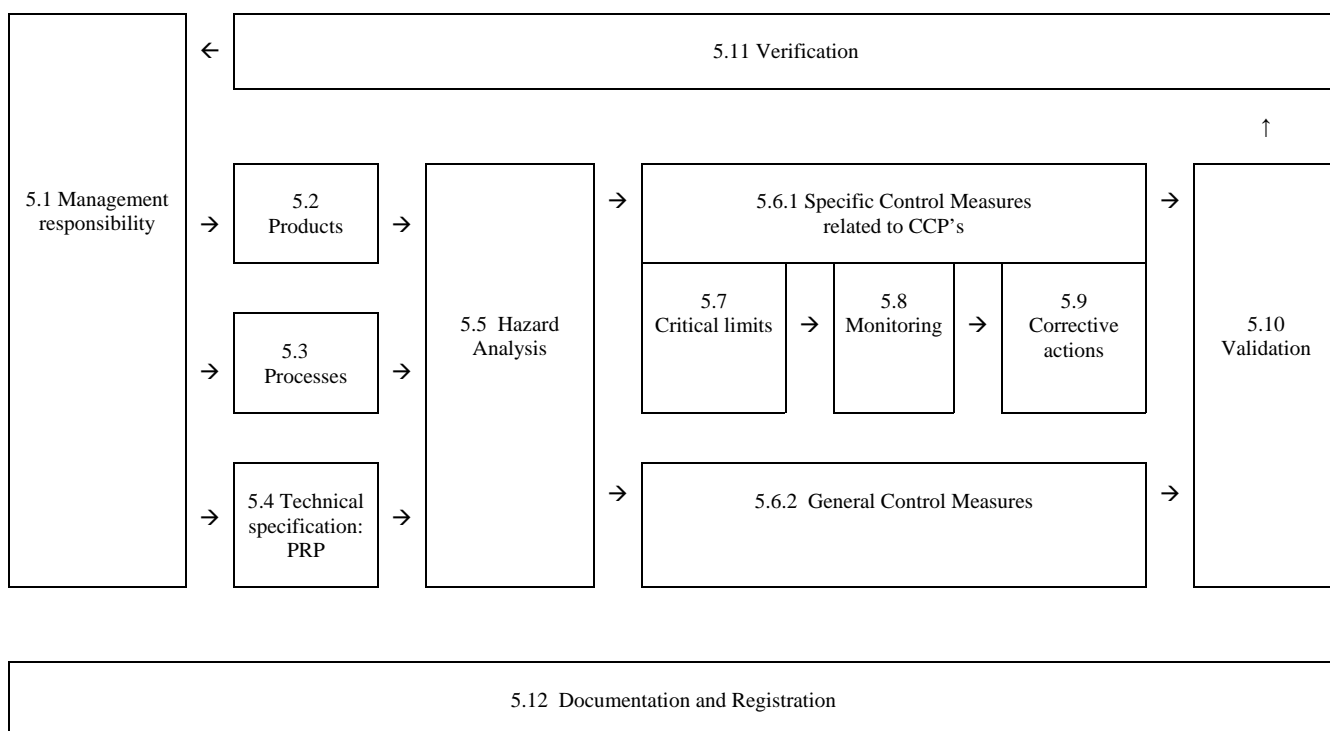 ← 5.11 Verification
↑
5.1 Management
responsibility
→ 5.2
Products →
→ 5.3
Processes →
→ 5.4 Technical
specification:
PRP →
5.5 Hazard
Analysis
→ 5.6.1 Specific Control Measures
related to CCP’s →
5.7
Critical limits →
5.8
Monitoring →
5.9
Corrective
actions
→ 5.6.2 General Control Measures →
5.10
Validation
5.12 Documentation and Registration